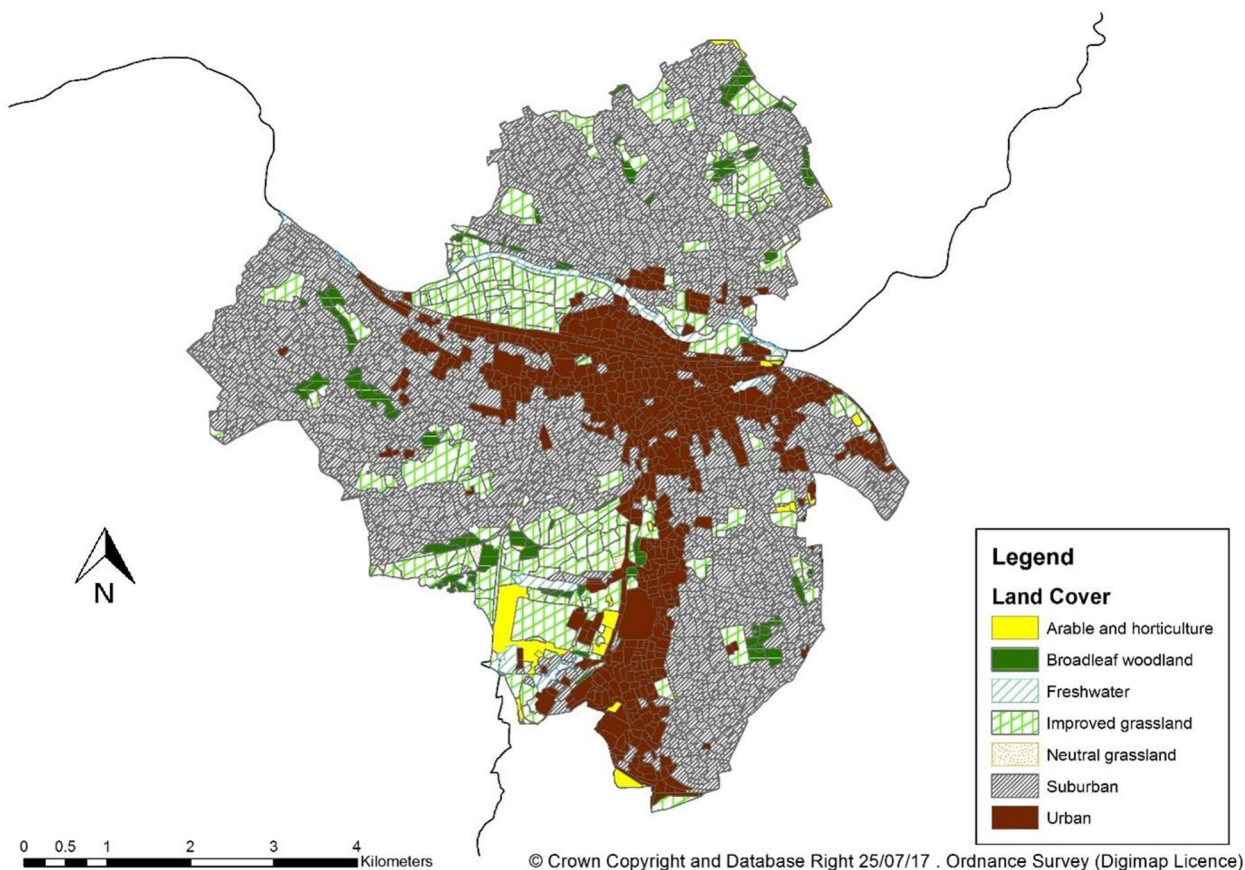 N
Legend
Land Cover
Arable and horticulture
Broadleaf woodland
Freshwater
Improved grassland
Neutral grassland
Suburban
Urban
0 0.5 1 2 3 4
Kilometers
© Crown Copyright and Database Right 25/07/17 . Ordnance Survey (Digimap Licence)